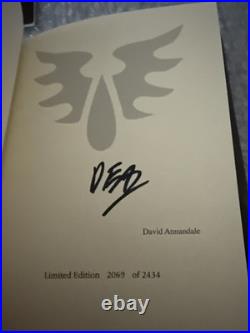 David Annandale
Limited Edition 2069 of 2434